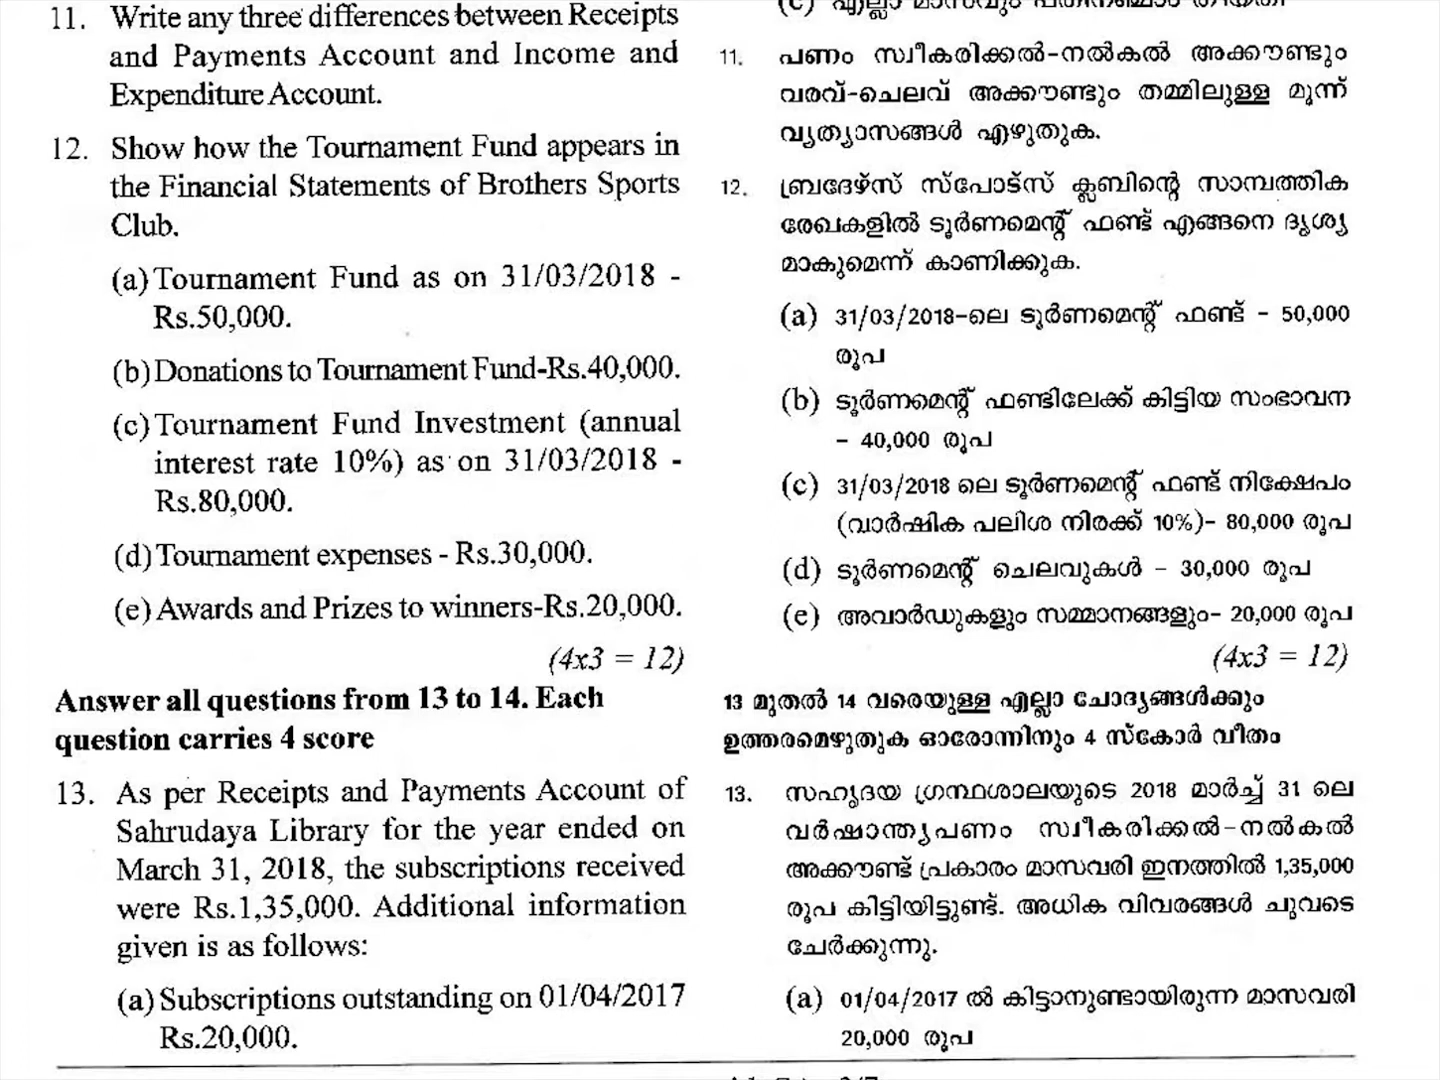 11. Write any three differences between Receipts
and Payments Account and Income and
Expenditure Account.
12. Show how the Tournament Fund appears in
the Financial Statements of Brothers Sports
Club.
(a) Tournament Fund as on 31/03/2018 -
Rs.50,000.
(b) Donations to Tournament Fund-Rs.40,000.
(c) Tournament Fund Investment (annual
interest rate 10%) as on 31/03/2018 -
Rs.80,000.
(d) Tournament expenses - Rs.30,000.
(e) Awards and Prizes to winners-Rs.20,000.
(4x3 = 12)
Answer all questions from 13 to 14. Each
question carries 4 score
13. As per Receipts and Payments Account of
Sahrudaya Library for the year ended on
March 31, 2018, the subscriptions received
were Rs.1,35,000. Additional information
given is as follows:
(a) Subscriptions outstanding on 01/04/2017
Rs.20,000.
(c) എല്ലാ മാസവും
11. പണം സ്വീകരിക്കൽ-നൽകൽ അക്കൗണ്ടും
വരവ്-ചെലവ് അക്കൗണ്ടും തമ്മിലുള്ള മൂന്ന്
വ്യത്യാസങ്ങൾ എഴുതുക.
12. ബ്രദേഴ്സ് സ്പോട്സ് ക്ലബിന്റെ സാമ്പത്തിക
രേഖകളിൽ ടൂർണമെന്റ് ഫണ്ട് എങ്ങനെ ദൃശ്യ
മാകുമെന്ന് കാണിക്കുക.
(a) 31/03/2018-ലെ ടൂർണമെന്റ് ഫണ്ട് - 50,000
രൂപ
(b) ടൂർണമെന്റ് ഫണ്ടിലേക്ക് കിട്ടിയ സംഭാവന
- 40,000 രൂപ
(c) 31/03/2018 ലെ ടൂർണമെന്റ് ഫണ്ട് നിക്ഷേപം
(വാർഷിക പലിശ നിരക്ക് 10%)- 80,000 രൂപ
(d) ടൂർണമെന്റ് ചെലവുകൾ - 30,000 രൂപ
(e) അവാർഡുകളും സമ്മാനങ്ങളും- 20,000 രൂപ
(4x3 = 12)
13 മുതൽ 14 വരെയുള്ള എല്ലാ ചോദ്യങ്ങൾക്കും
ഉത്തരമെഴുതുക ഓരോന്നിനും 4 സ്കോർ വീതം
13. സഹൃദയ ഗ്രന്ഥശാലയുടെ 2018 മാർച്ച് 31 ലെ
വർഷാന്ത്യപണം സ്വീകരിക്കൽ-നൽകൽ
അക്കൗണ്ട് പ്രകാരം മാസവരി ഇനത്തിൽ 1,35,000
രൂപ കിട്ടിയിട്ടുണ്ട്. അധിക വിവരങ്ങൾ ചുവടെ
ചേർക്കുന്നു.
(a) 01/04/2017 ൽ കിട്ടാനുണ്ടായിരുന്ന മാസവരി
20,000 രൂപ